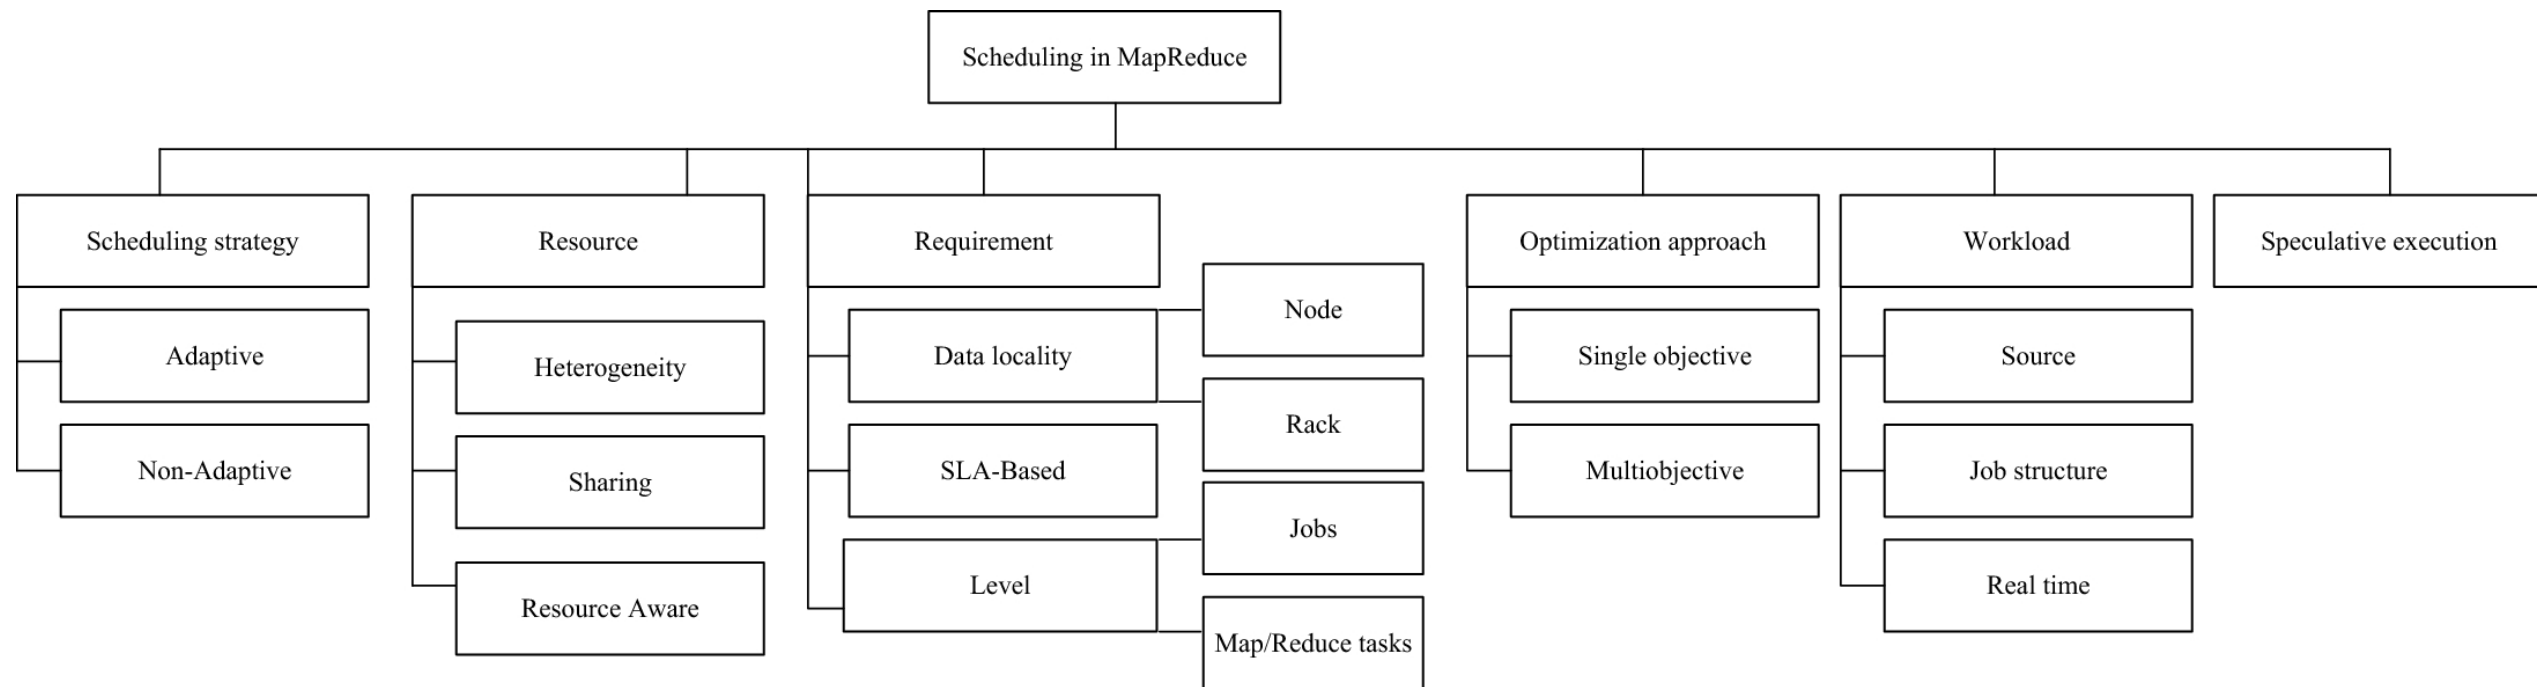 Scheduling in MapReduce
Scheduling strategy
Adaptive
Non-Adaptive
Resource
Heterogeneity
Sharing
Resource Aware
Requirement
Data locality
Node
Rack
SLA-Based
Level
Jobs
Map/Reduce tasks
Optimization approach
Single objective
Multiobjective
Workload
Source
Job structure
Real time
Speculative execution